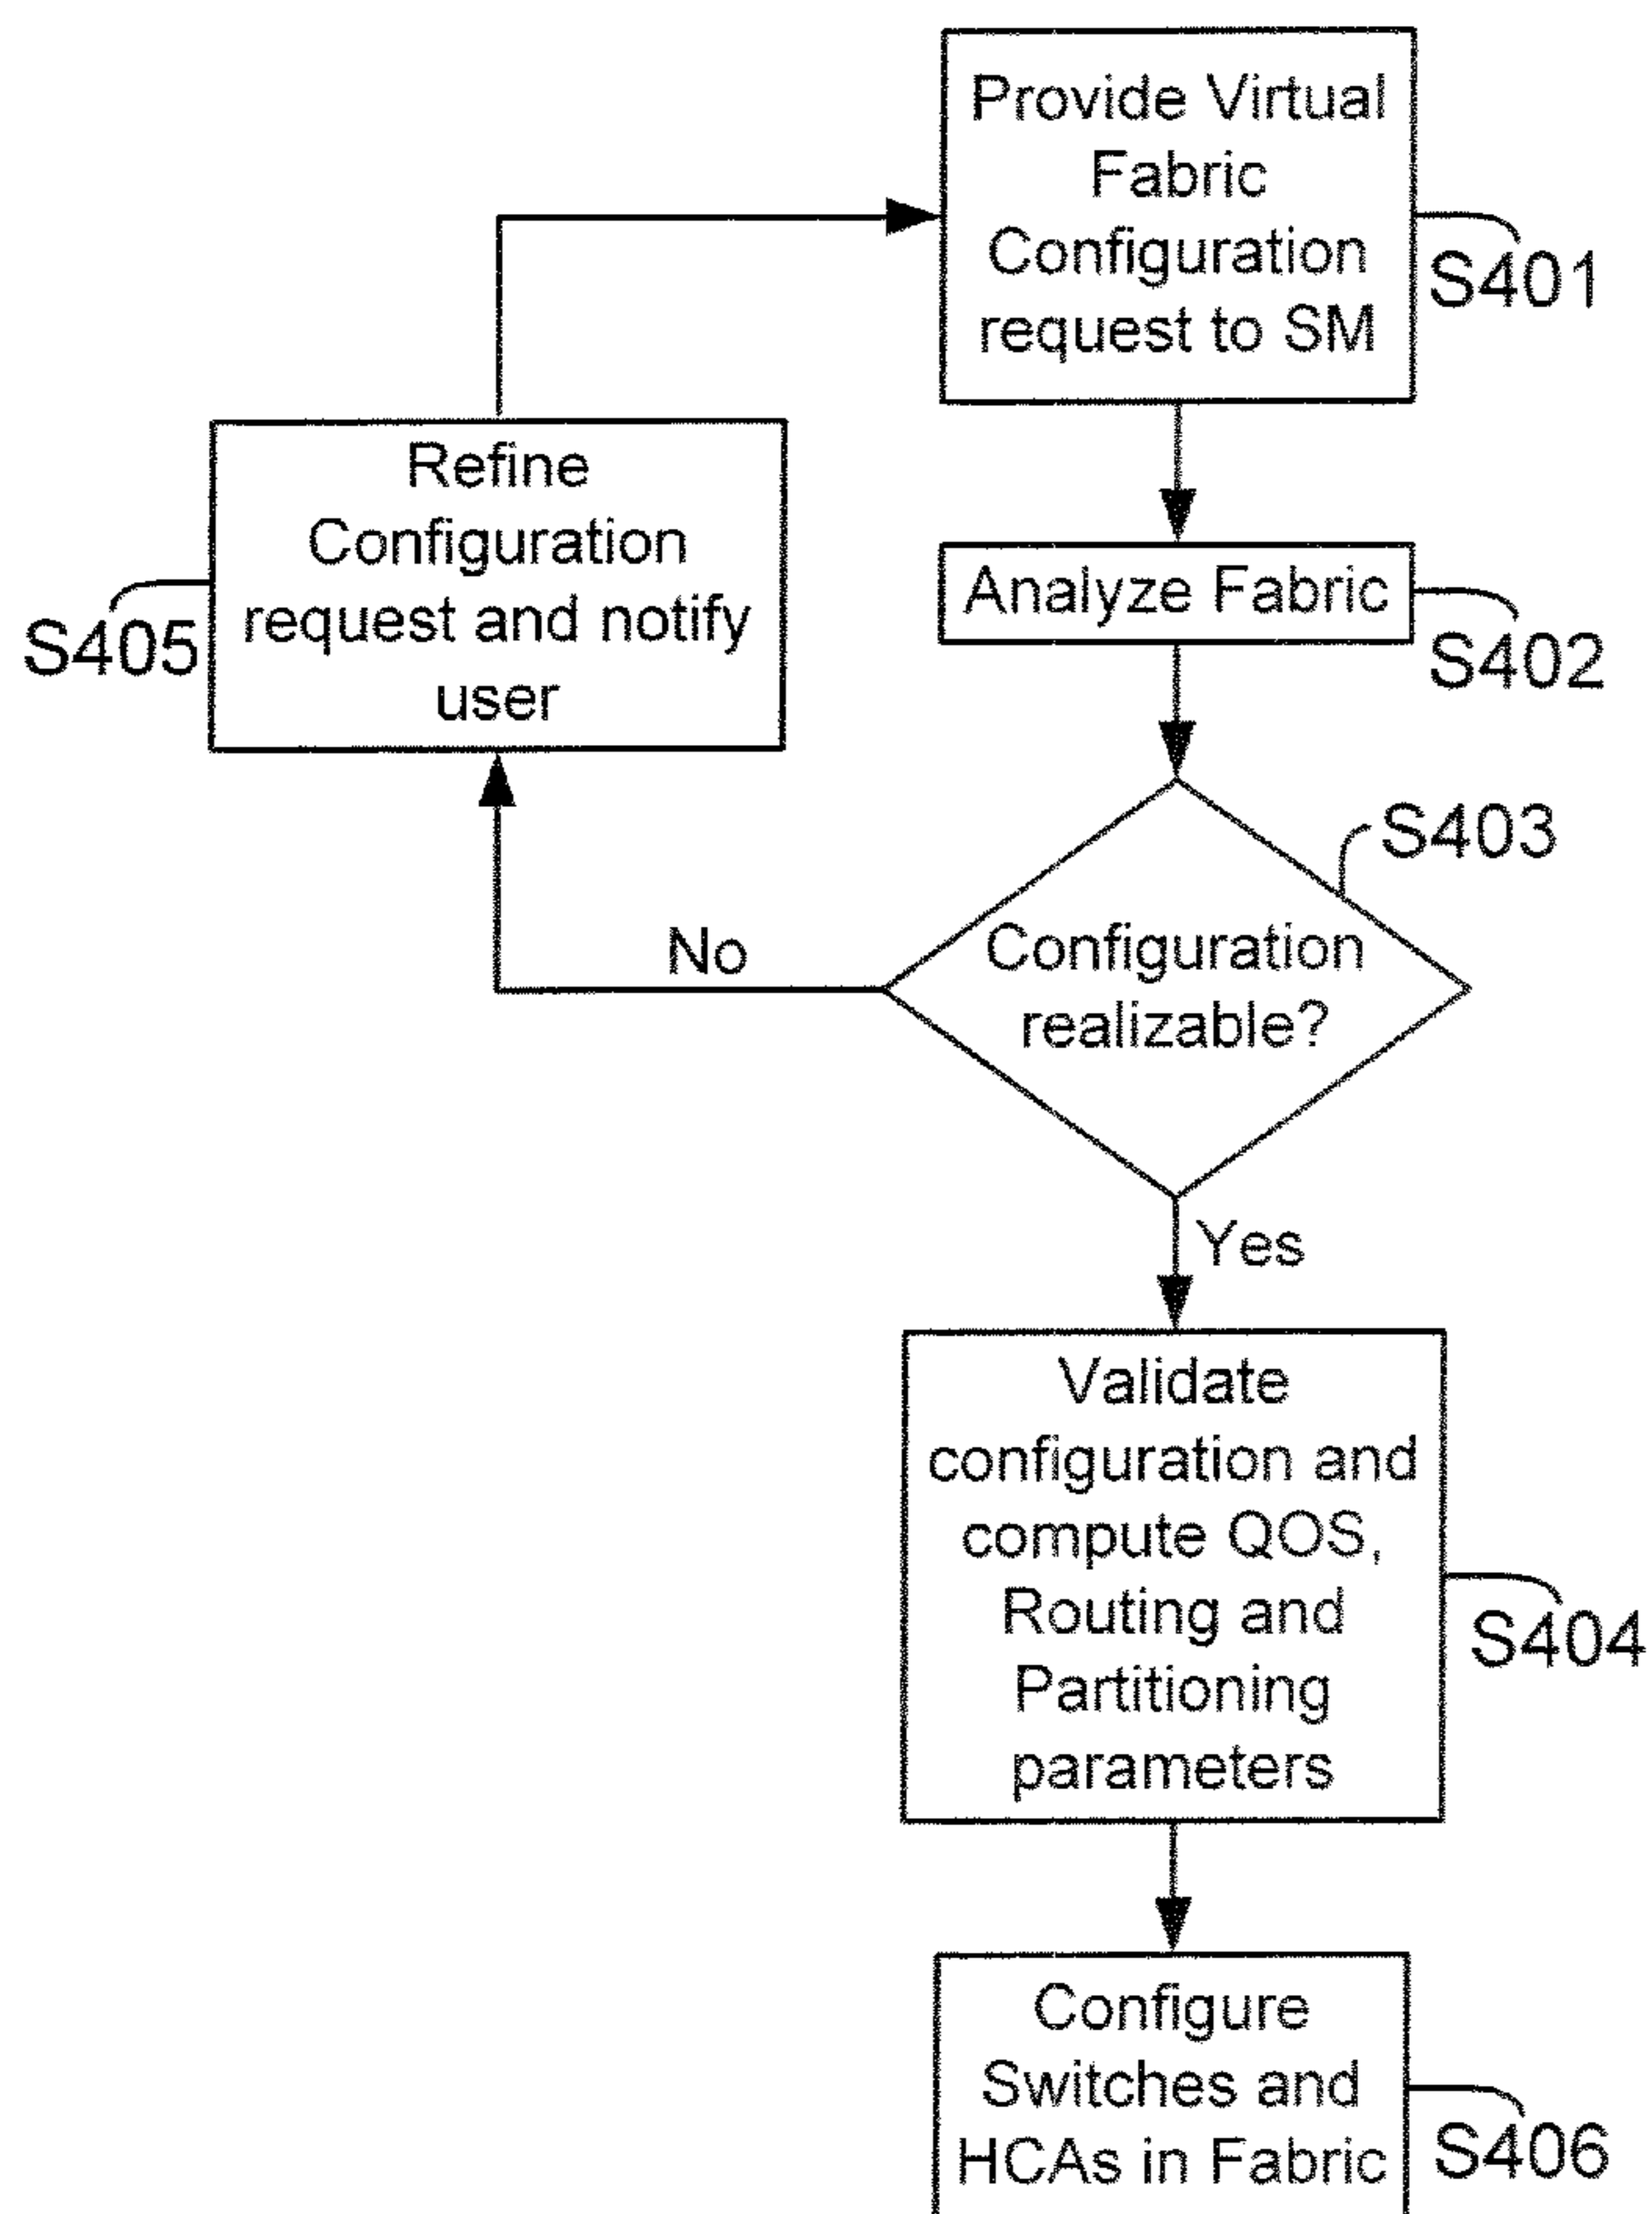 Provide Virtual
Fabric
Configuration
request to SM
S401
Refine
Configuration
request and notify
user
S405
Analyze Fabric
S402
S403
Configuration
realizable?
No
Yes
Validate
configuration and
compute QOS,
Routing and
Partitioning
parameters
S404
Configure
Switches and
HCAs in Fabric
S406